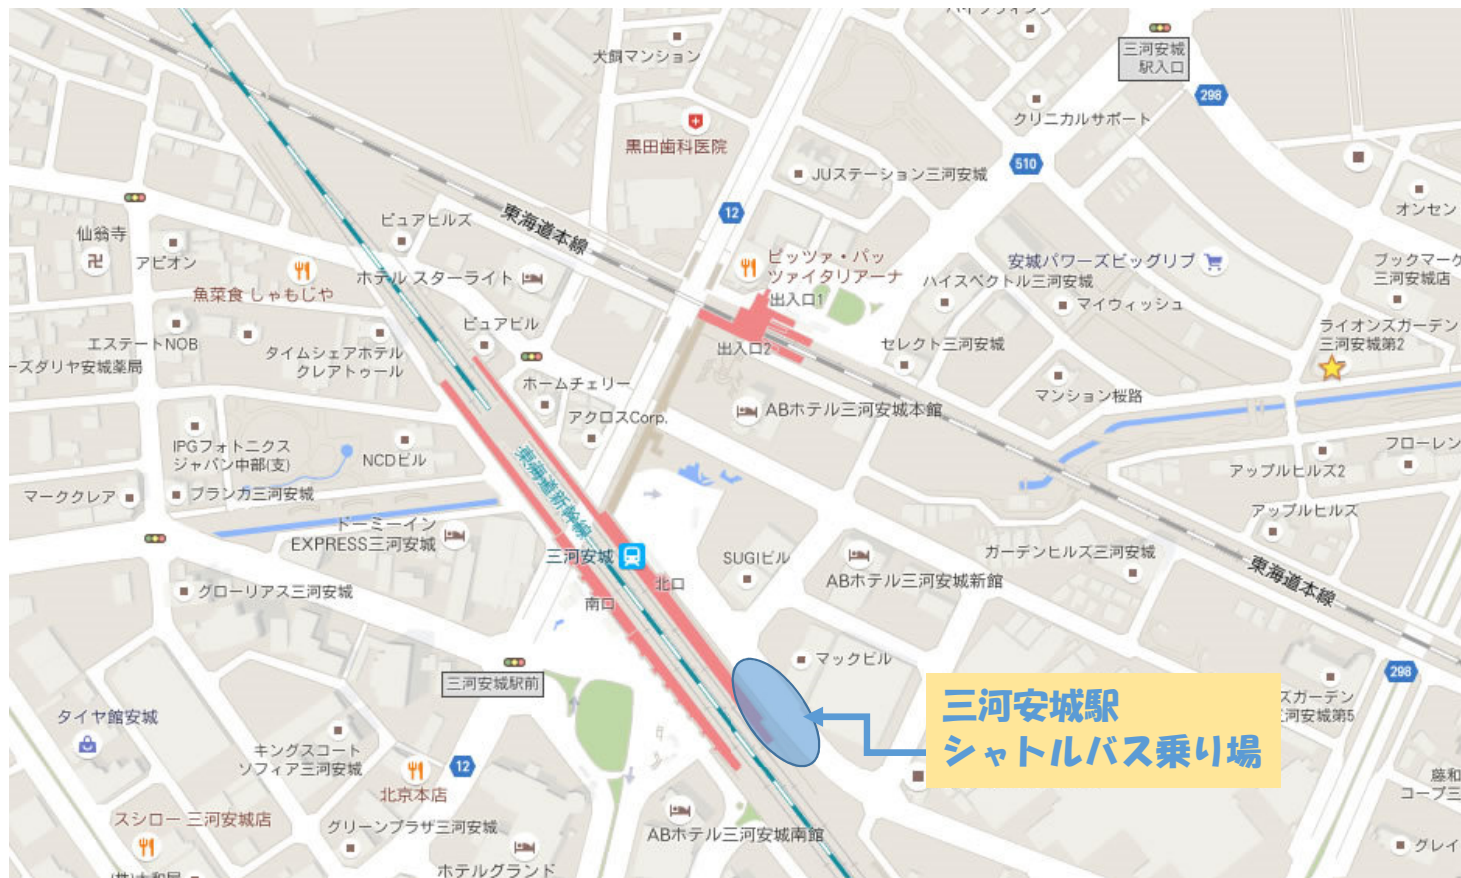 犬飼マンション
三河安城
駅入口
298
クリニカルサポート
黒田歯科医院
510
JUステーション三河安城
12
オンセン
ピュアヒルズ
東海道本線
仙翁寺
アピオン
ホテル スターライト
ピッツァ・パッ
ツァイタリアーナ
安城パワーズビッグリブ
ブックマーク
三河安城店
魚菜食 しゃもじや
出入口1
ハイスペクトル三河安城
マイウィッシュ
ピュアビル
エステートNOB
タイムシェアホテル
クレアトゥール
出入口2
セレクト三河安城
ライオンズガーデン
三河安城第2
ーズダリヤ安城薬局
ホームチェリー
マンション桜路
アクロスCorp.
ABホテル三河安城本館
IPGフォトニクス
ジャパン中部(支)
NCDビル
フローレン
アップルヒルズ2
マーククレア
ブランカ三河安城
東海道新幹線
アップルヒルズ
ドーミーイン
EXPRESS三河安城
三河安城
北口
南口
SUGIビル
ABホテル三河安城新館
ガーデンヒルズ三河安城
東海道本線
グローリアス三河安城
マックビル
三河安城駅前
298
三河安城駅
シャトルバス乗り場
ズガーデン
河安城第5
タイヤ館安城
キングスコート
ソフィア三河安城
12
北京本店
藤和
コープ三
スシロー 三河安城店
グリーンプラザ三河安城
ABホテル三河安城南館
グレイ
ホテルグランド